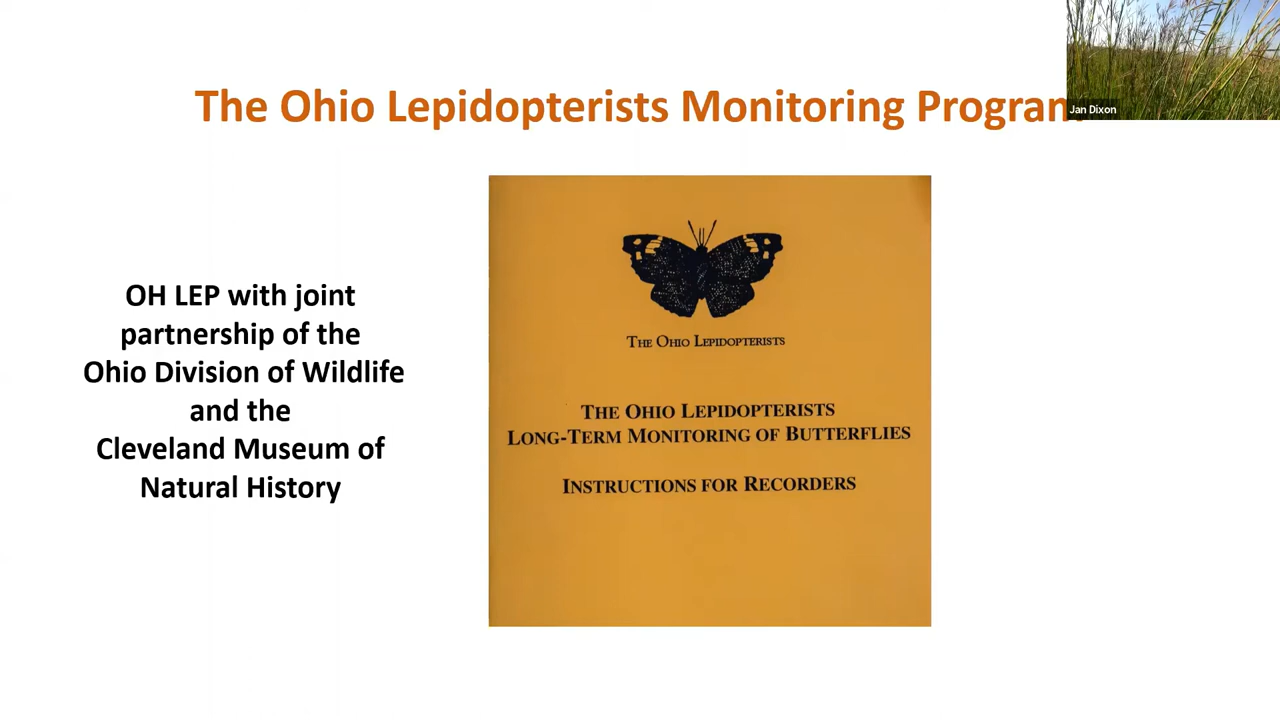 The Ohio Lepidopterists Monitoring Program
Jan Dixon
OH LEP with joint
partnership of the
Ohio Division of Wildlife
and the
Cleveland Museum of
Natural History
THE OHIO LEPIDOPTERISTS
THE OHIO LEPIDOPTERISTS
LONG-TERM MONITORING OF BUTTERFLIES
INSTRUCTIONS FOR RECORDERS